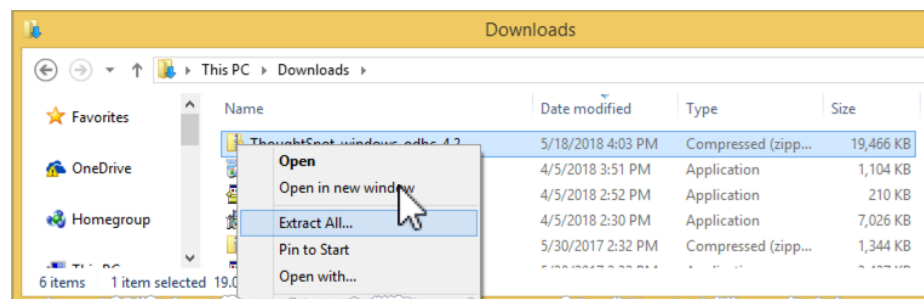 Downloads
This PC Downloads
Name Date modified Type Size
Favorites
ThoughtSpot_windows_odbc_4.2 5/18/2018 4:03 PM Compressed (zipp... 19,466 KB
Open
OneDrive 4/5/2018 3:51 PM Application 1,104 KB
Open in new window 4/5/2018 2:52 PM Application 210 KB
Homegroup Extract All... 4/5/2018 2:30 PM Application 7,026 KB
Pin to Start 5/30/2017 2:32 PM Compressed (zipp... 1,344 KB
Open with...
6 items 1 item selected 19.0